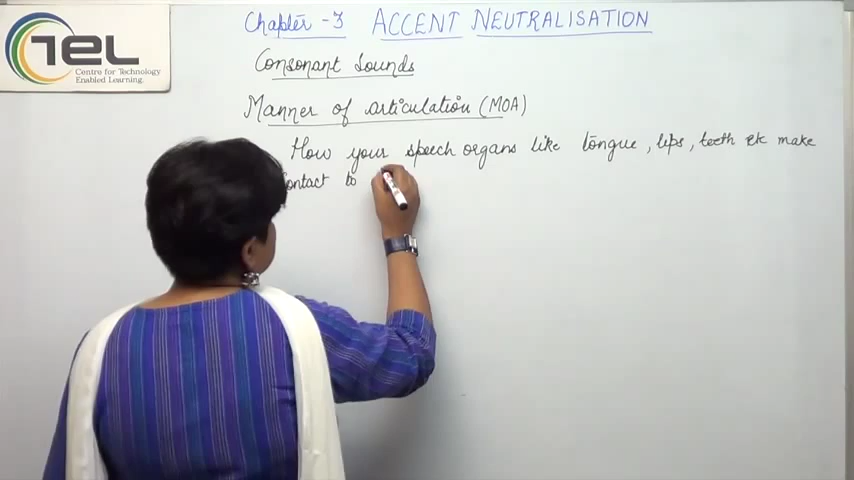 TEL
Centre for Technology
Enabled Learning.
Chapter - 3 ACCENT NEUTRALISATION
Consonant Sounds
Manner of articulation (MOA)
How your speech organs like tongue, lips, teeth etc make
contact to